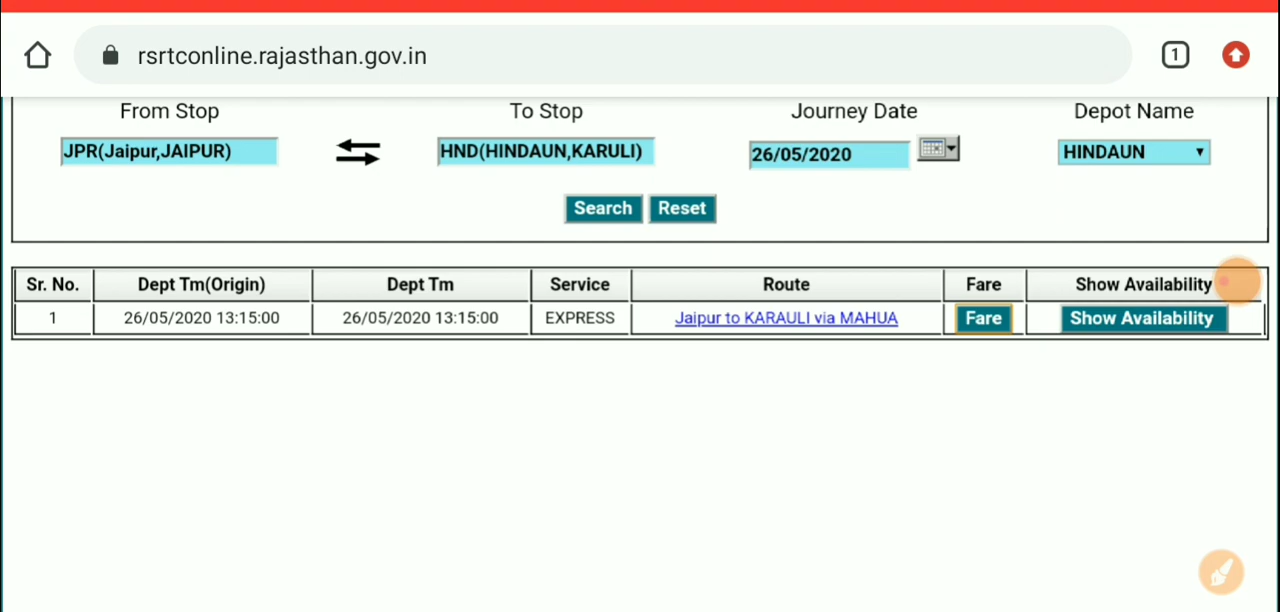 rsrtconline.rajasthan.gov.in 1
From Stop To Stop Journey Date Depot Name
JPR(Jaipur,JAIPUR) HND(HINDAUN,KARULI) 26/05/2020 HINDAUN
Search Reset
Sr. No. Dept Tm(Origin) Dept Tm Service Route Fare Show Availability
1 26/05/2020 13:15:00 26/05/2020 13:15:00 EXPRESS Jaipur to KARAULI via MAHUA Fare Show Availability